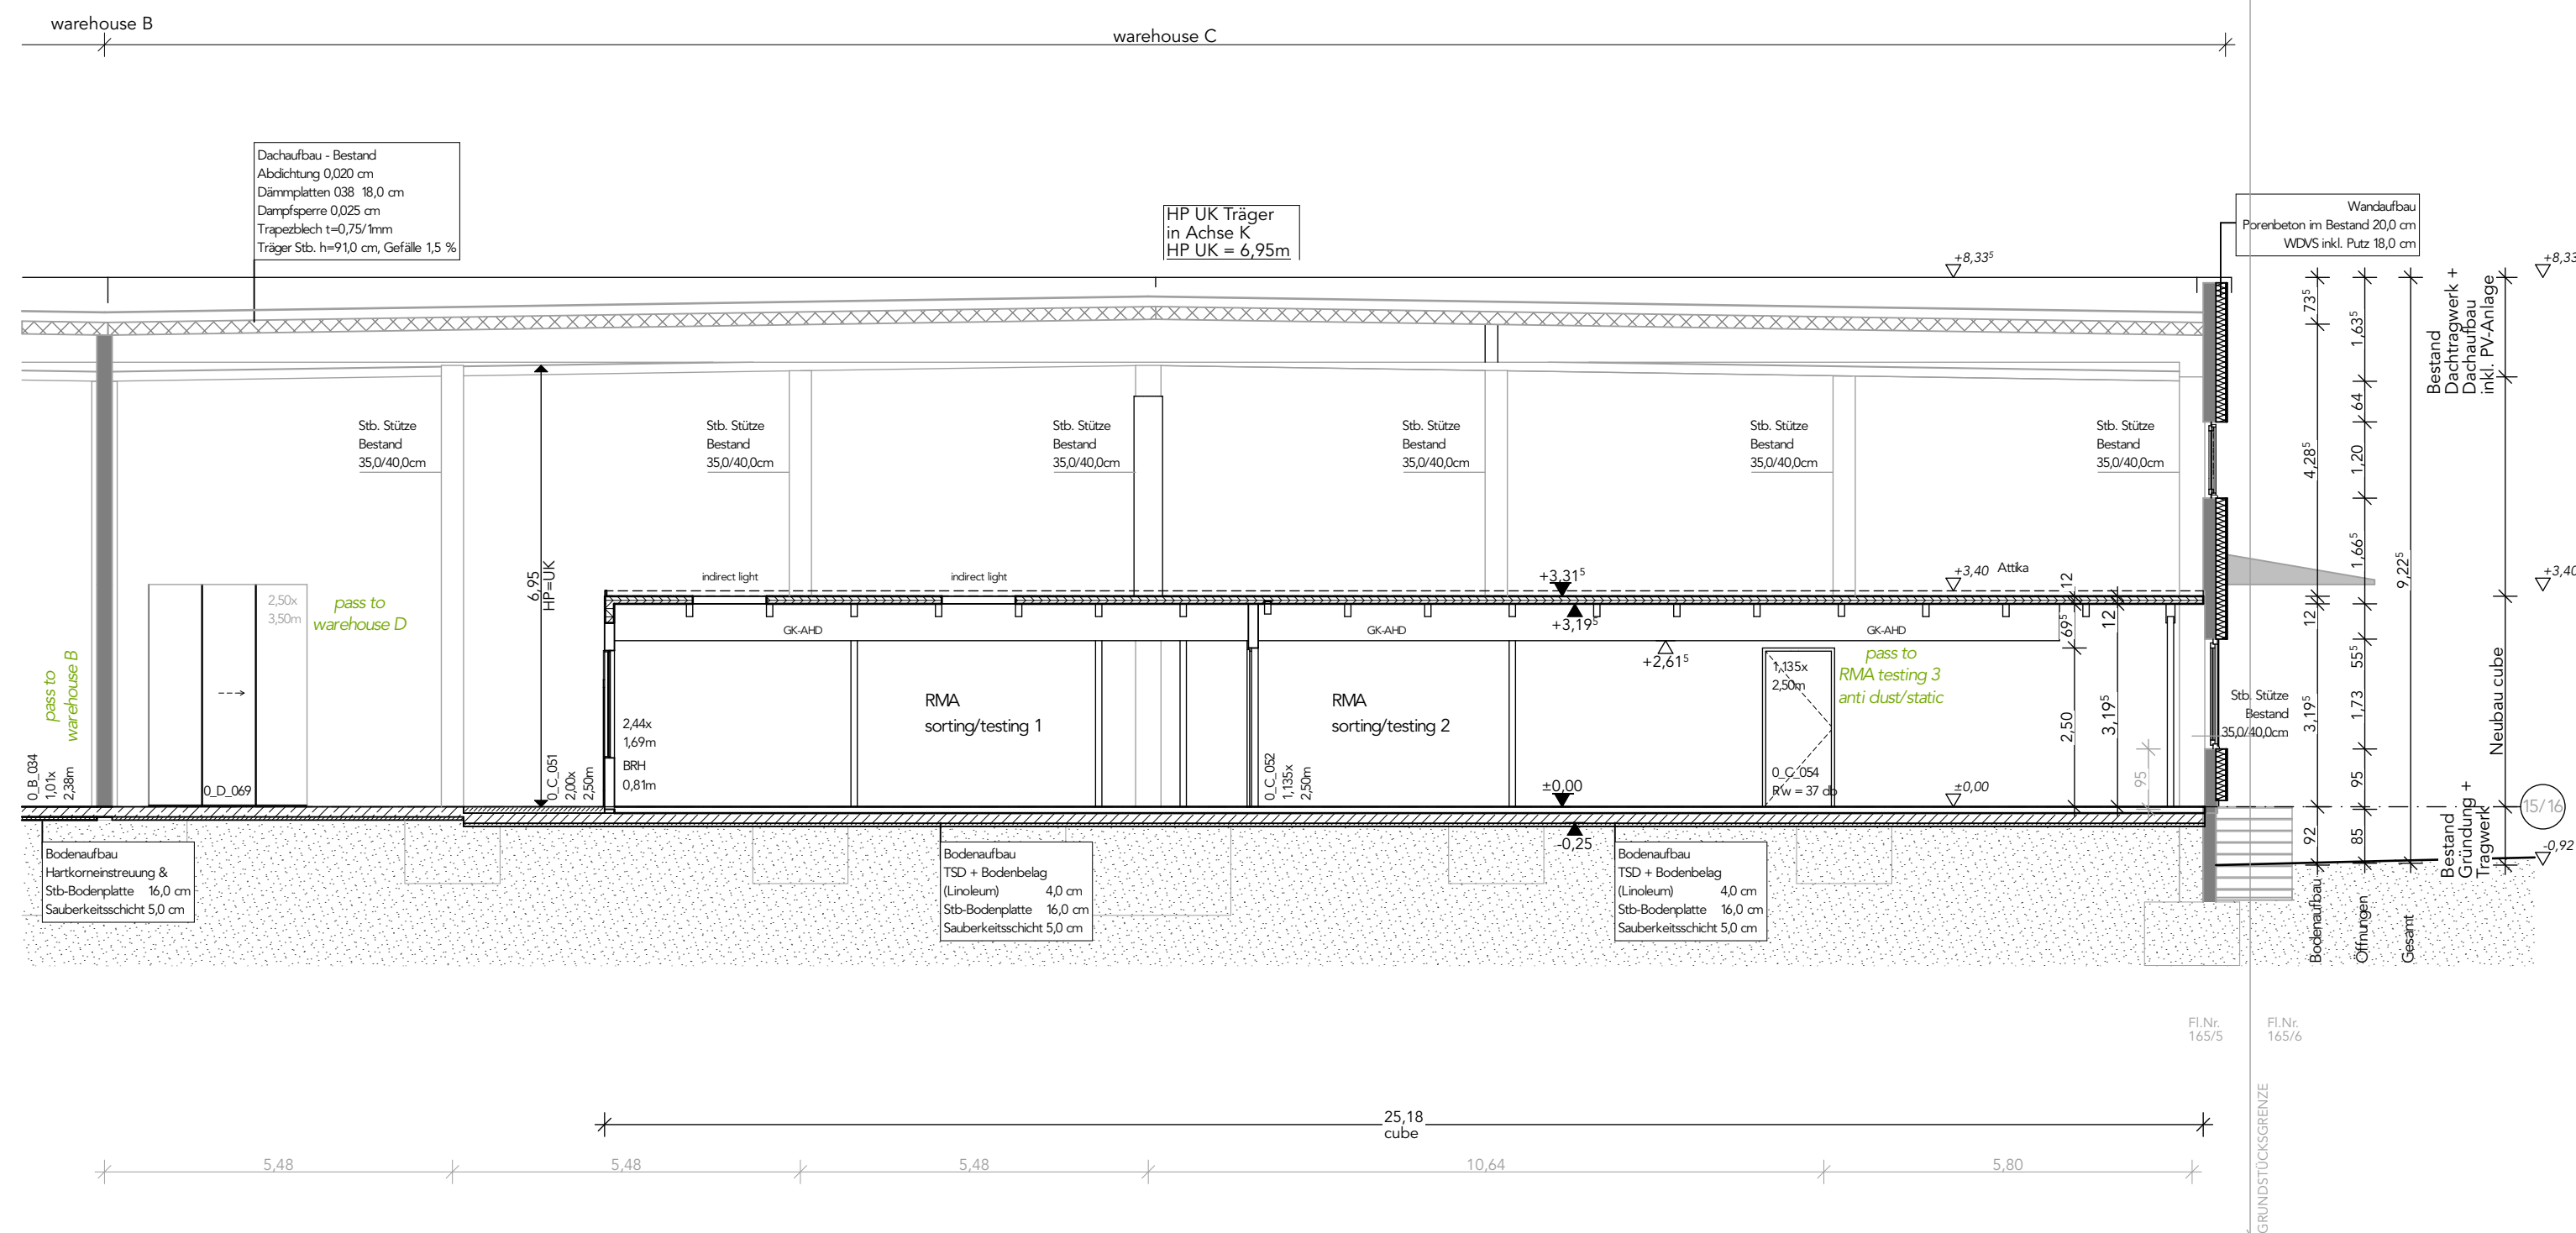 warehouse B
warehouse C
Dachaufbau - Bestand
Abdichtung 0,020 cm
Dämmplatten 038 18,0 cm
Dampfsperre 0,025 cm
Trapezblech t=0,75/1mm
Träger Stb. h=91,0 cm, Gefälle 1,5 %
HP UK Träger
in Achse K
HP UK = 6,95m
Wandaufbau
Porenbeton im Bestand 20,0 cm
WDVS inkl. Putz 18,0 cm
+8,33⁵
+8,33
Bestand
Dachtragwerk +
Dachaufbau
inkl. PV-Anlage
73⁵
1,63⁵
64
4,28⁵
1,20
1,66⁵
9,22⁵
Stb. Stütze
Bestand
35,0/40,0cm
Stb. Stütze
Bestand
35,0/40,0cm
Stb. Stütze
Bestand
35,0/40,0cm
Stb. Stütze
Bestand
35,0/40,0cm
Stb. Stütze
Bestand
35,0/40,0cm
Stb. Stütze
Bestand
35,0/40,0cm
6,95
HP=UK
indirect light
indirect light
+3,31⁵
+3,40
Attika
+3,40
12
+3,19⁵
GK-AHD
GK-AHD
GK-AHD
69⁵
12
12
55⁵
+2,61⁵
2,50x
3,50m
pass to
warehouse D
pass to
warehouse B
0_B_034
1,01x
2,38m
0_D_069
0_C_051
2,00x
2,50m
2,44x
1,69m
BRH
0,81m
RMA
sorting/testing 1
0_C_052
1,135x
2,50m
RMA
sorting/testing 2
1,135x
2,50m
pass to
RMA testing 3
anti dust/static
0_C_054
Rw = 37 db
2,50
3,19⁵
95
Stb. Stütze
Bestand
35,0/40,0cm
3,19⁵
1,73
95
Neubau cube
±0,00
±0,00
15/16
-0,25
92
85
Bestand
Gründung +
Tragwerk
-0,92
Bodenaufbau
Hartkorneinstreuung &
Stb-Bodenplatte 16,0 cm
Sauberkeitsschicht 5,0 cm
Bodenaufbau
TSD + Bodenbelag
(Linoleum) 4,0 cm
Stb-Bodenplatte 16,0 cm
Sauberkeitsschicht 5,0 cm
Bodenaufbau
TSD + Bodenbelag
(Linoleum) 4,0 cm
Stb-Bodenplatte 16,0 cm
Sauberkeitsschicht 5,0 cm
Bodenaufbau
Öffnungen
Gesamt
Fl.Nr.
165/5
Fl.Nr.
165/6
GRUNDSTÜCKSGRENZE
25,18
cube
5,48
5,48
5,48
10,64
5,80